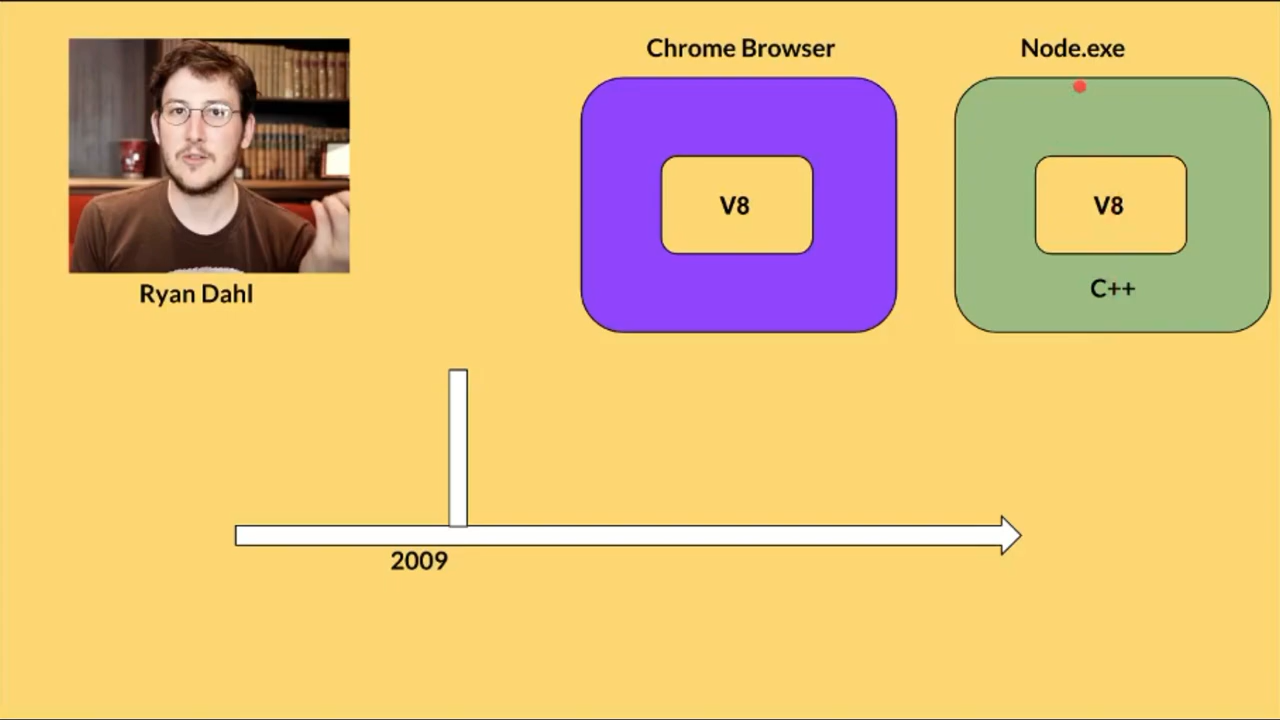 Chrome Browser
Node.exe
V8
V8
C++
Ryan Dahl
2009